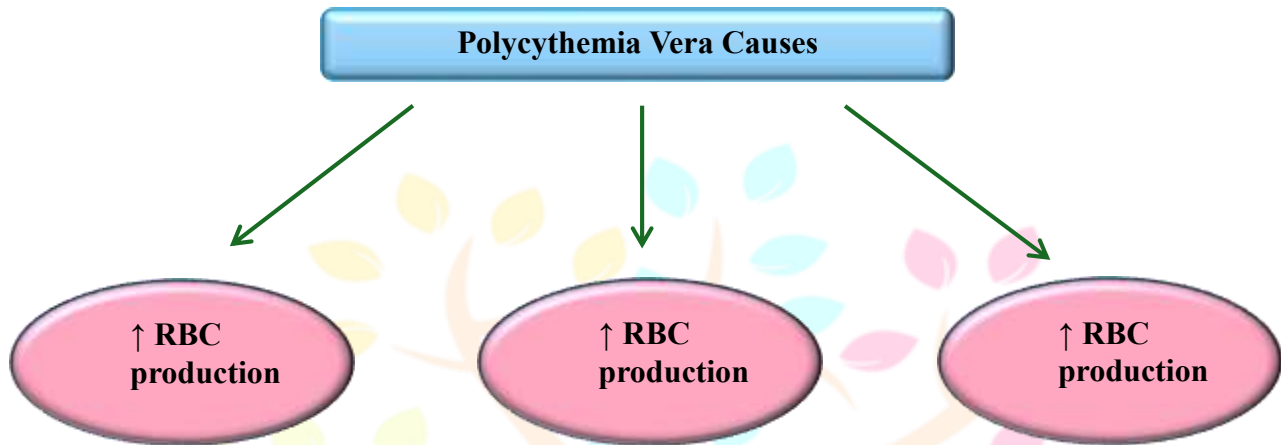 Polycythemia Vera Causes
↑ RBC
production
↑ RBC
production
↑ RBC
production